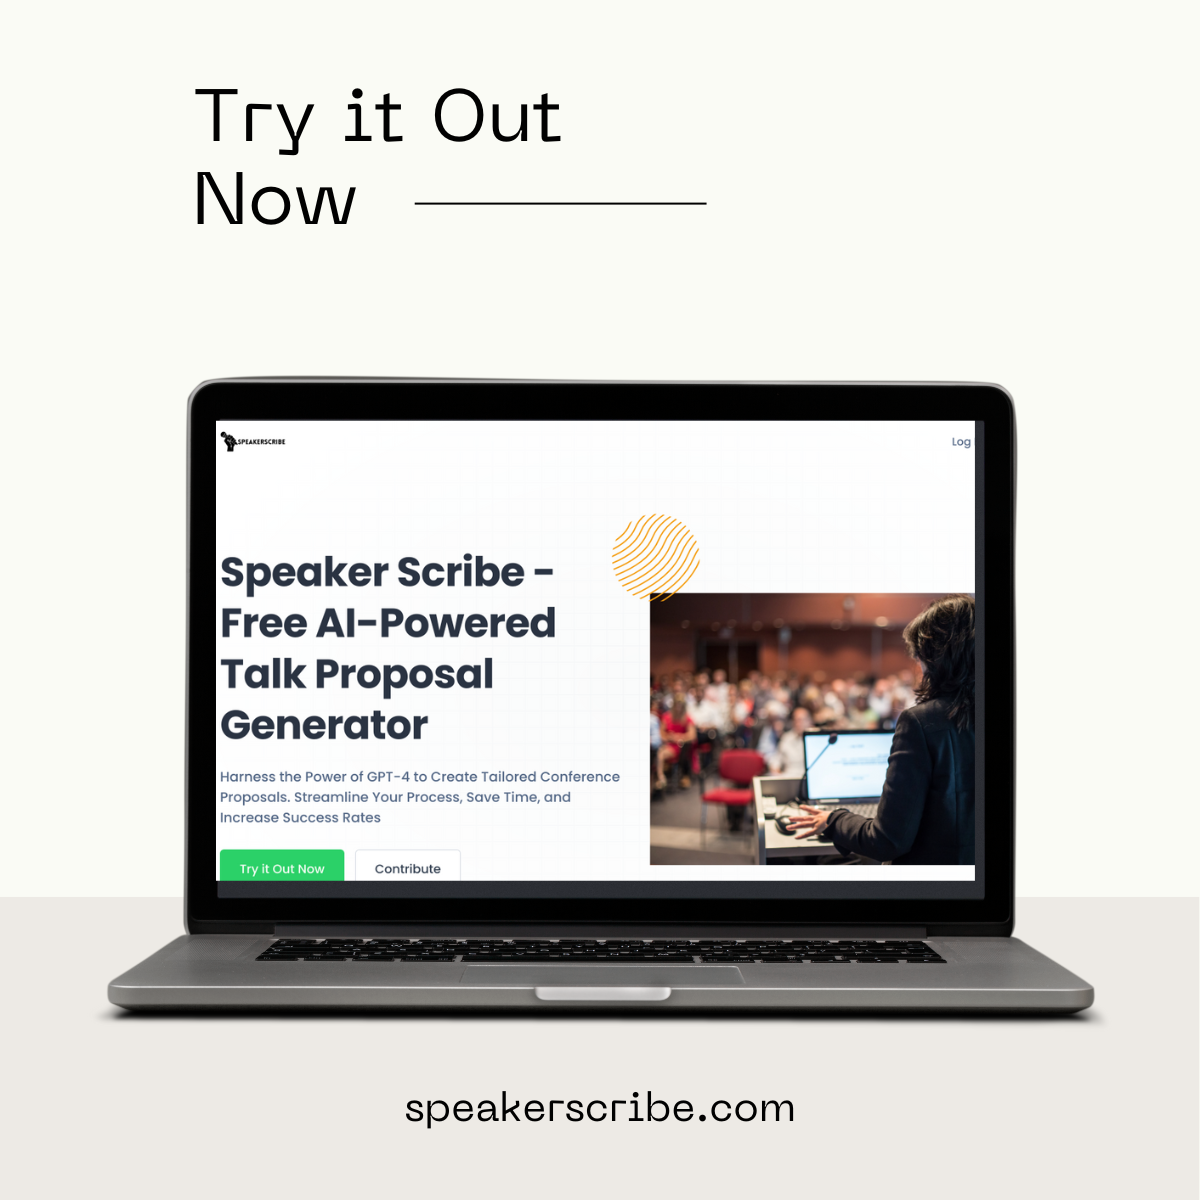 Try it Out
Now
SPEAKERSCRIBE
Log
Speaker Scribe -
Free AI-Powered
Talk Proposal
Generator
Harness the Power of GPT-4 to Create Tailored Conference
Proposals. Streamline Your Process, Save Time, and
Increase Success Rates
Try it Out Now
Contribute
speakerscribe.com